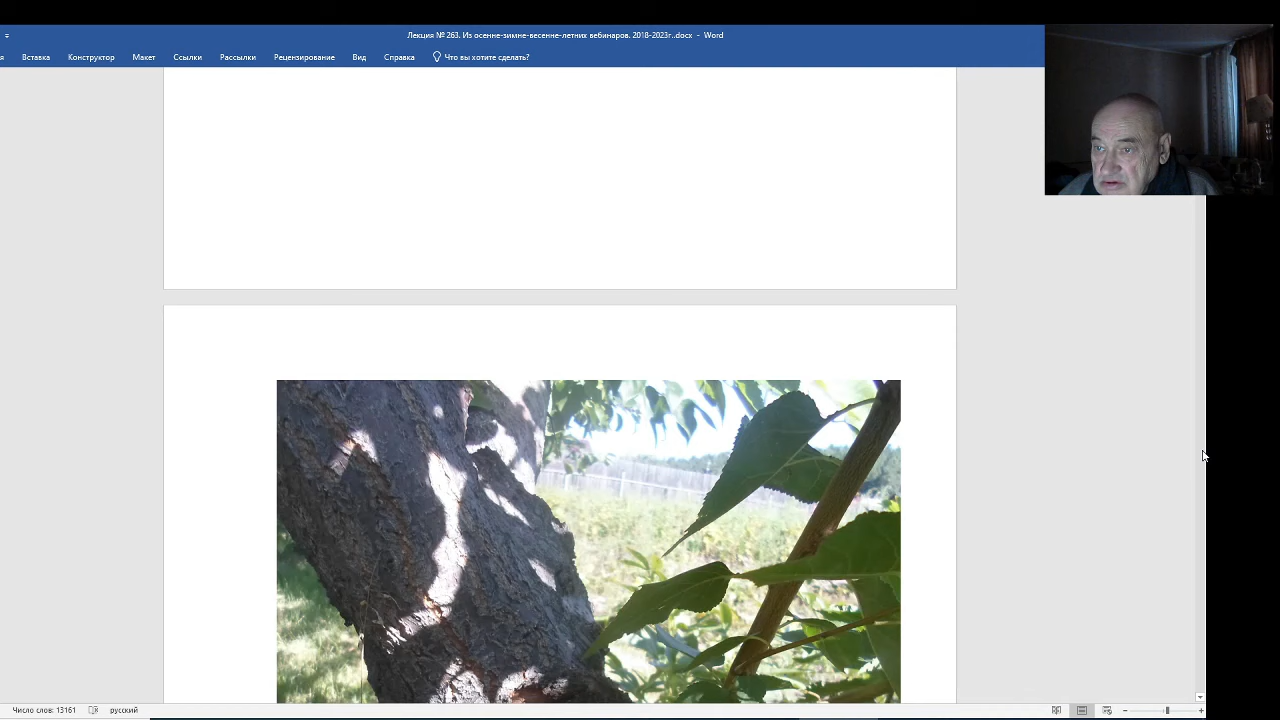 Лекция № 263. Из осенне-зимне-весенне-летних вебинаров. 2018-2023г..docx - Word
я Вставка Конструктор Макет Ссылки Рассылки Рецензирование Вид Справка Что вы хотите сделать?
Число слов: 13161 русский